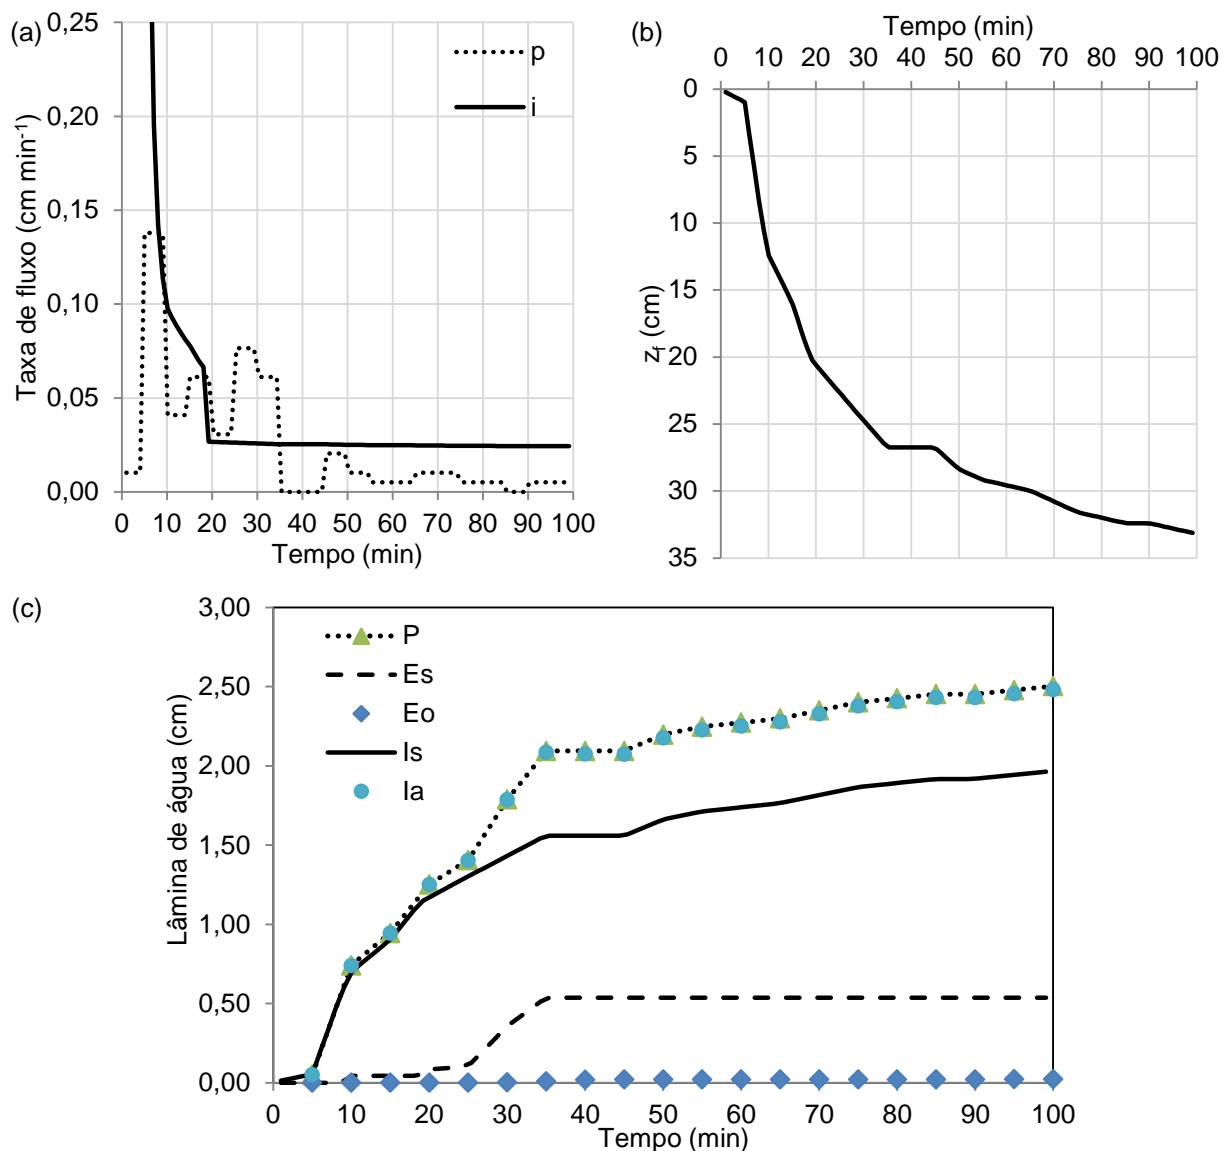 (a)
0,25
0,20
0,15
0,10
0,05
0,00
Taxa de fluxo (cm min-1)
p
i
0 10 20 30 40 50 60 70 80 90 100
Tempo (min)
(b)
Tempo (min)
0 10 20 30 40 50 60 70 80 90 100
0
5
10
15
20
25
30
35
zf (cm)
(c)
3,00
2,50
2,00
1,50
1,00
0,50
0,00
Lâmina de água (cm)
P
Es
Eo
Is
Ia
0 10 20 30 40 50 60 70 80 90 100
Tempo (min)